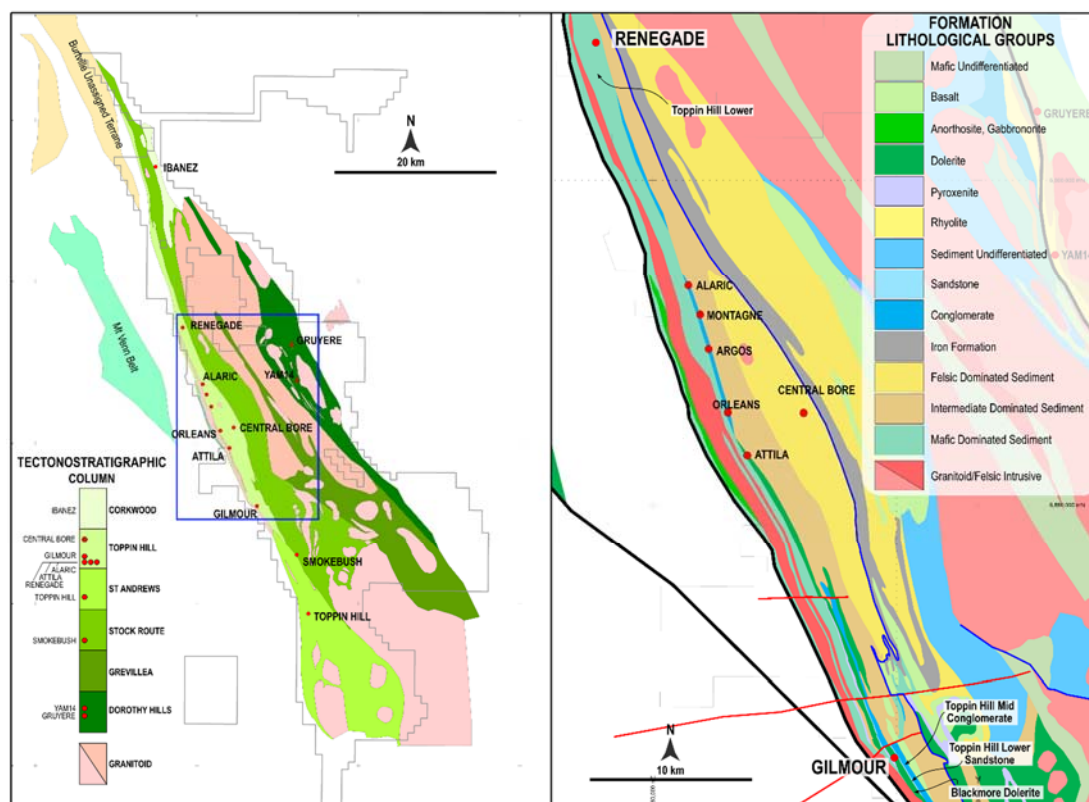 Burtville Unassigned Terrane
N
20 km
IBANEZ
Mt Venn Belt
RENEGADE
GRUYERE
ALARIC
YAM14
ORLEANS
CENTRAL BORE
ATTILA
GILMOUR
SMOKEBUSH
TOPPIN HILL
TECTONOSTRATIGRAPHIC
COLUMN
IBANEZ
CORKWOOD
CENTRAL BORE
TOPPIN HILL
GILMOUR
ALARIC
ATTILA
RENEGADE
ST ANDREWS
TOPPIN HILL
STOCK ROUTE
SMOKEBUSH
GREVILLEA
YAM14
DOROTHY HILLS
GRUYERE
GRANITOID
RENEGADE
Toppin Hill Lower
ALARIC
MONTAGNE
ARGOS
CENTRAL BORE
ORLEANS
ATTILA
GRUYERE
YAM14
FORMATION
LITHOLOGICAL GROUPS
Mafic Undifferentiated
Basalt
Anorthosite, Gabbronorite
Dolerite
Pyroxenite
Rhyolite
Sediment Undifferentiated
Sandstone
Conglomerate
Iron Formation
Felsic Dominated Sediment
Intermediate Dominated Sediment
Mafic Dominated Sediment
Granitoid/Felsic Intrusive
Toppin Hill Mid
Conglomerate
Toppin Hill Lower
Sandstone
Blackmore Dolerite
GILMOUR
N
10 km